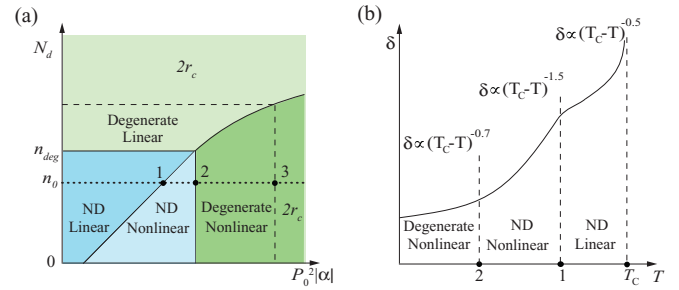 (a)
N_d
2r_c
Degenerate
Linear
n_deg
n_0
1
2
3
ND
Linear
ND
Nonlinear
Degenerate
Nonlinear
2r_c
0
P_0^2|α|
(b)
δ
δ∝(T_C-T)^-0.5
δ∝(T_C-T)^-1.5
δ∝(T_C-T)^-0.7
Degenerate
Nonlinear
ND
Nonlinear
ND
Linear
2
1
T_C
T